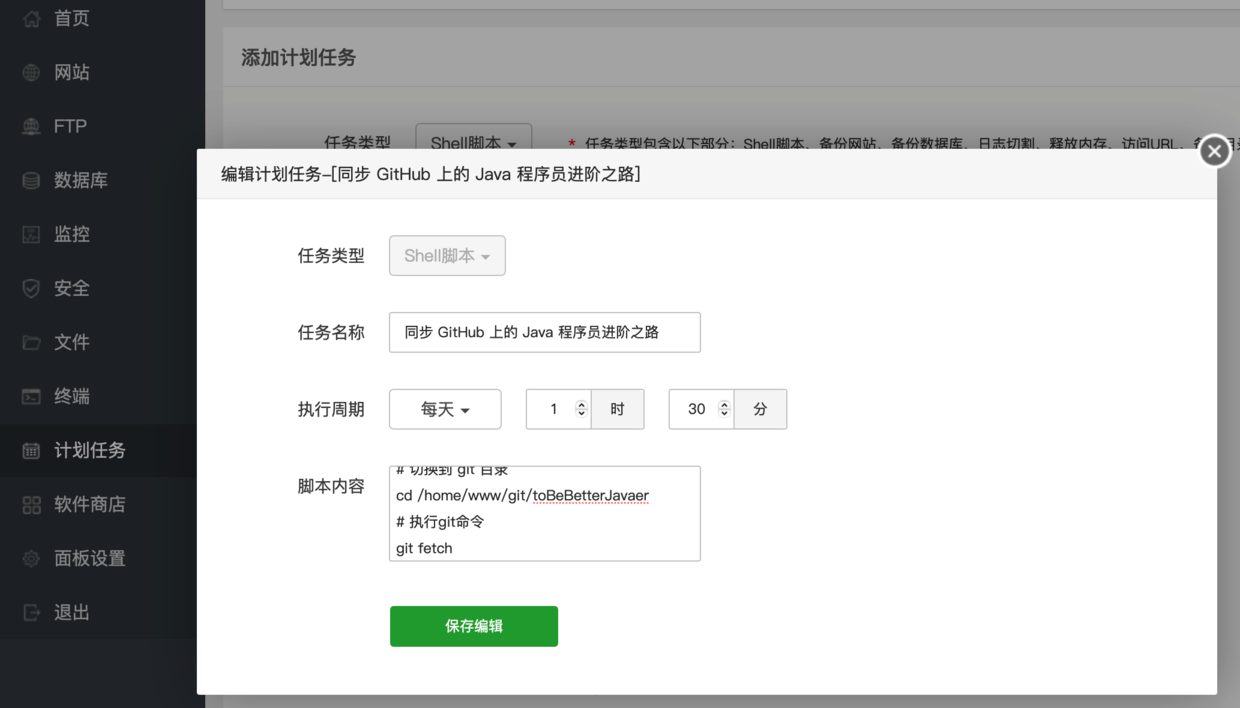 首页
网站
FTP
数据库
监控
安全
文件
终端
计划任务
软件商店
面板设置
退出
添加计划任务
任务类型 Shell脚本 * 任务类型包含以下部分：Shell脚本、备份网站、备份数据库、日志切割、释放内存、访问URL、
编辑计划任务-[同步 GitHub 上的 Java 程序员进阶之路]
任务类型 Shell脚本
任务名称 同步 GitHub 上的 Java 程序员进阶之路
执行周期 每天 1 时 30 分
脚本内容
# 切换到 git 目录
cd /home/www/git/toBeBetterJavaer
# 执行git命令
git fetch
保存编辑